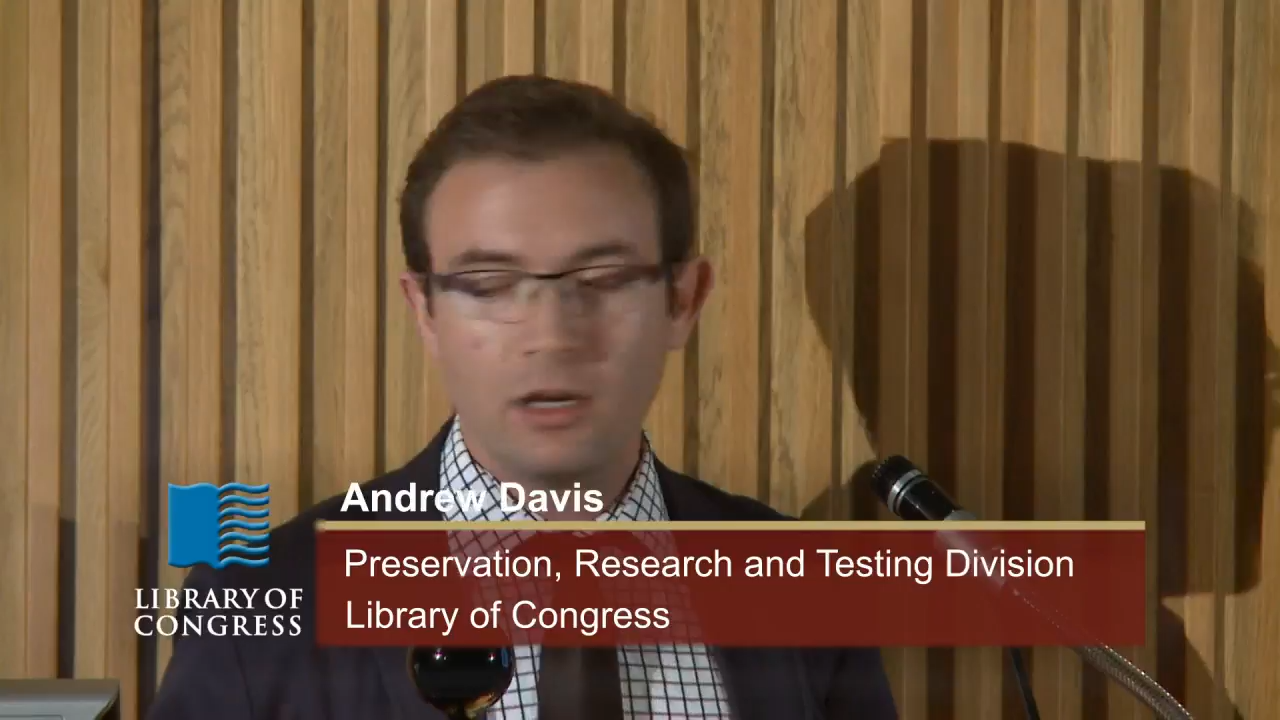 Andrew Davis
Preservation, Research and Testing Division
Library of Congress
LIBRARY OF
CONGRESS